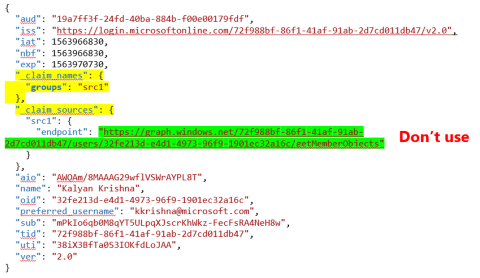 {
"aud": "19a7ff3f-24fd-40ba-884b-f00e00179fdf",
"iss": "https://login.microsoftonline.com/72f988bf-86f1-41af-91ab-2d7cd011db47/v2.0",
"iat": 1563966830,
"nbf": 1563966830,
"exp": 1563970730,
"_claim_names": {
"groups": "src1"
},
"_claim_sources": {
"src1": {
"endpoint": "https://graph.windows.net/72f988bf-86f1-41af-91ab-
2d7cd011db47/users/32fe213d-e4d1-4973-96f9-1901ec32a16c/getMemberObjects"
Don't use
}
},
"aio": "AWQAm/8MAAAG29wflVSWrAYPL8T",
"name": "Kalyan Krishna",
"oid": "32fe213d-e4d1-4973-96f9-1901ec32a16c",
"preferred_username": "kkrishna@microsoft.com",
"sub": "mPkIo6qb0M8qYT5ULpqXJscrKhWkz-FecFsRA4NeH8w",
"tid": "72f988bf-86f1-41af-91ab-2d7cd011db47",
"uti": "38iX3BfTa0S3IOKfdLoJAA",
"ver": "2.0"
}